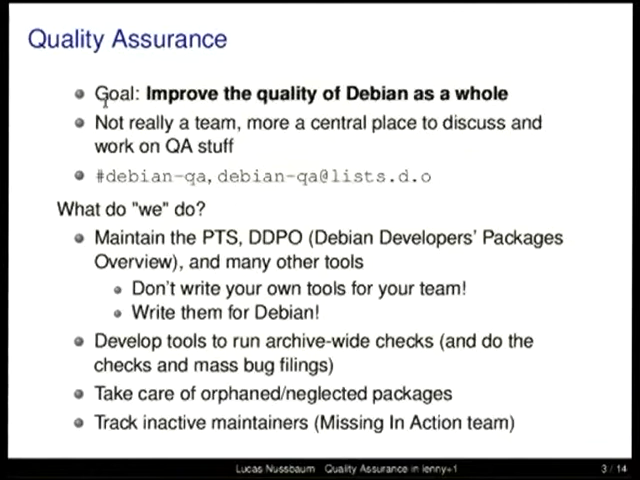 Quality Assurance
Goal: Improve the quality of Debian as a whole
Not really a team, more a central place to discuss and
work on QA stuff
#debian-qa, debian-qa@lists.d.o
What do "we" do?
Maintain the PTS, DDPO (Debian Developers' Packages
Overview), and many other tools
Don't write your own tools for your team!
Write them for Debian!
Develop tools to run archive-wide checks (and do the
checks and mass bug filings)
Take care of orphaned/neglected packages
Track inactive maintainers (Missing In Action team)
Lucas Nussbaum Quality Assurance in lenny+1 3 / 14